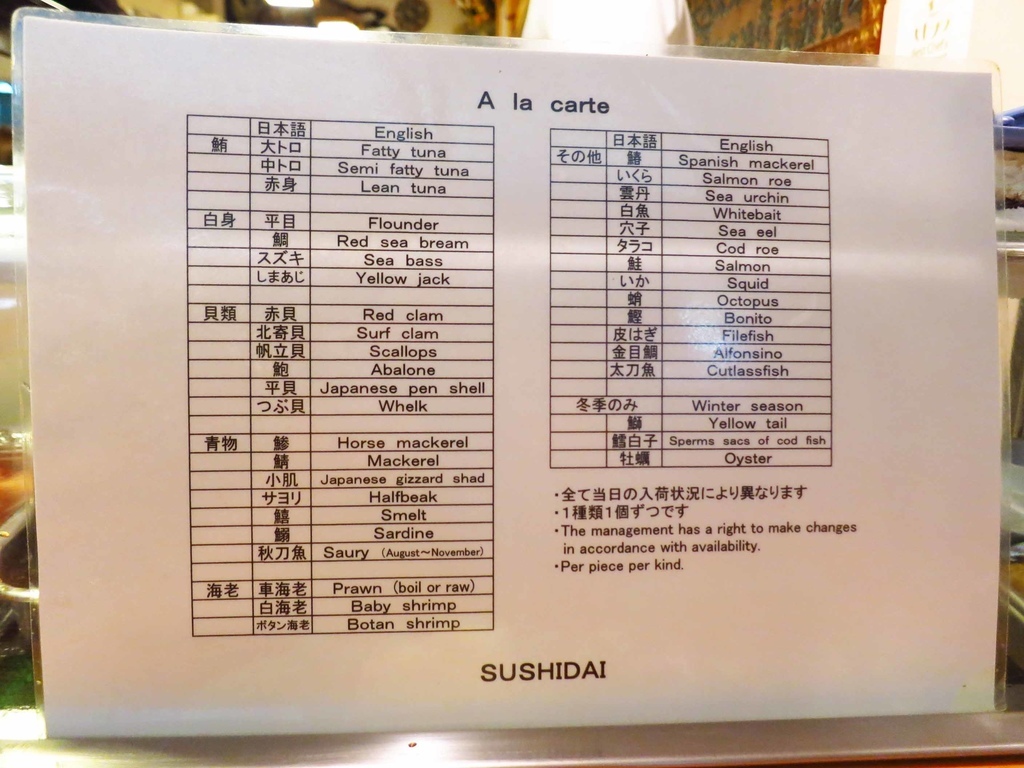 A la carte
日本語 English
鮪 大トロ Fatty tuna
中トロ Semi fatty tuna
赤身 Lean tuna
白身 平目 Flounder
鯛 Red sea bream
スズキ Sea bass
しまあじ Yellow jack
貝類 赤貝 Red clam
北寄貝 Surf clam
帆立貝 Scallops
鮑 Abalone
平貝 Japanese pen shell
つぶ貝 Whelk
青物 鯵 Horse mackerel
鯖 Mackerel
小肌 Japanese gizzard shad
サヨリ Halfbeak
鱚 Smelt
鰯 Sardine
秋刀魚 Saury (August～November)
海老 車海老 Prawn (boil or raw)
白海老 Baby shrimp
ボタン海老 Botan shrimp
日本語 English
その他 鰆 Spanish mackerel
いくら Salmon roe
雲丹 Sea urchin
白魚 Whitebait
穴子 Sea eel
タラコ Cod roe
鮭 Salmon
いか Squid
蛸 Octopus
鰹 Bonito
皮はぎ Filefish
金目鯛 Alfonsino
太刀魚 Cutlassfish
冬季のみ Winter season
鰤 Yellow tail
鱈白子 Sperms sacs of cod fish
牡蠣 Oyster
・全て当日の入荷状況により異なります
・1種類1個ずつです
・The management has a right to make changes
in accordance with availability.
・Per piece per kind.
SUSHIDAI